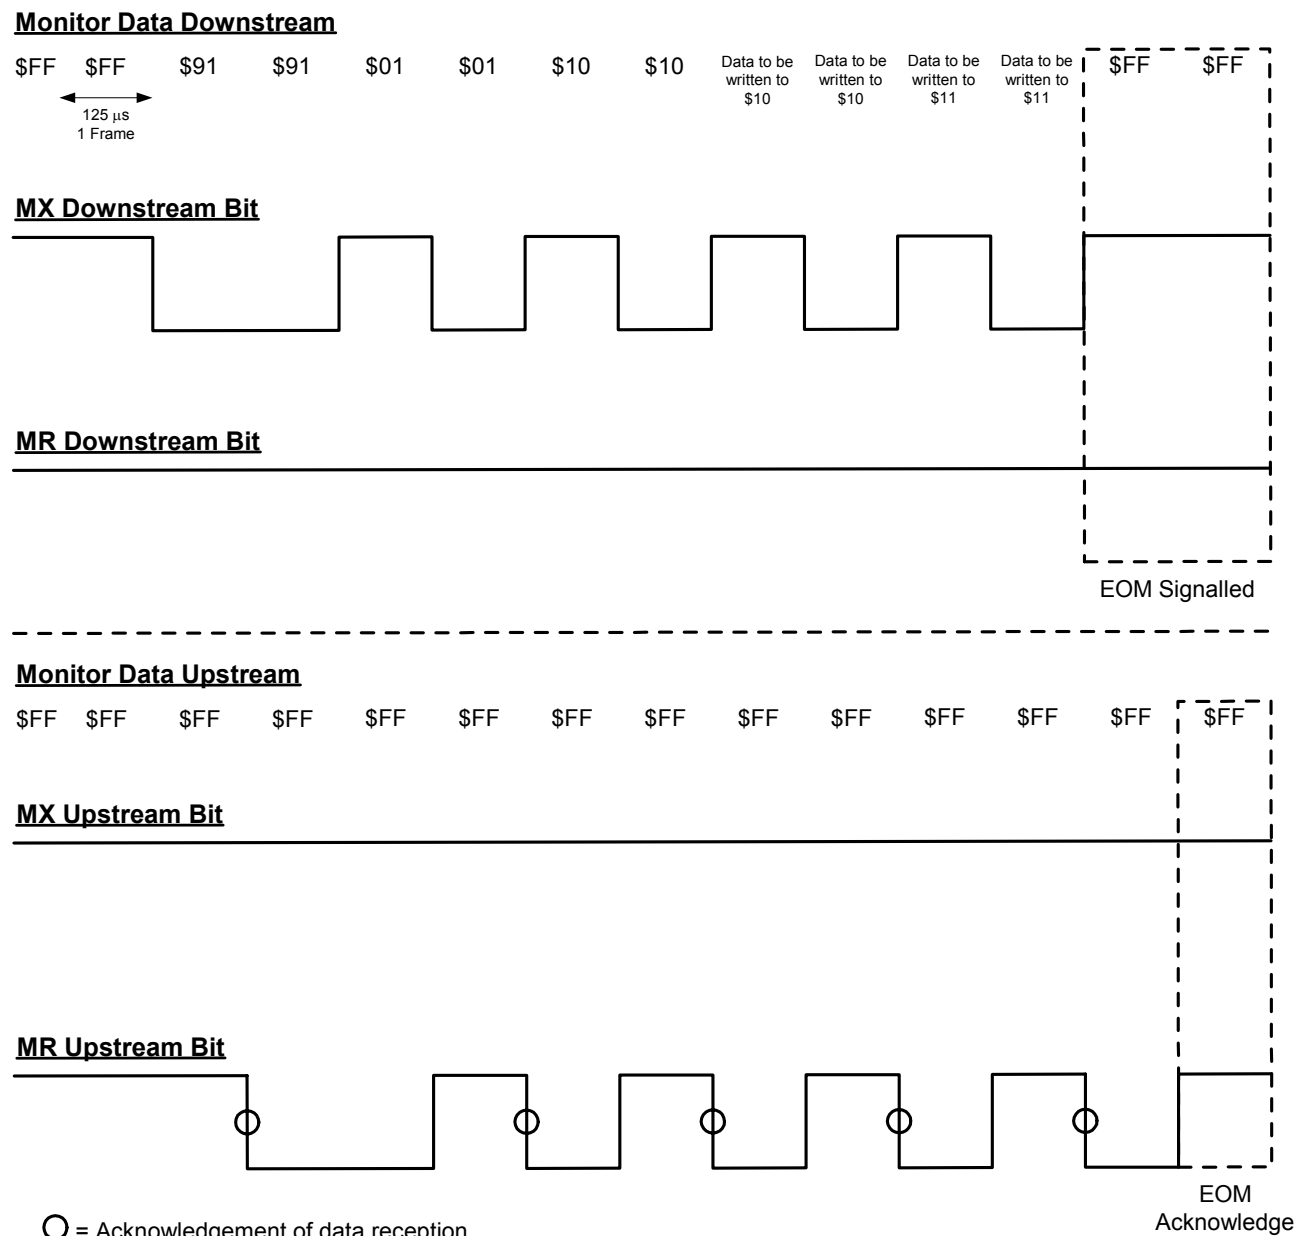 Monitor Data Downstream
$FF $FF $91 $91 $01 $01 $10 $10 Data to be written to $10 Data to be written to $10 Data to be written to $11 Data to be written to $11 $FF $FF
125 μs
1 Frame
MX Downstream Bit
MR Downstream Bit
EOM Signalled
Monitor Data Upstream
$FF $FF $FF $FF $FF $FF $FF $FF $FF $FF $FF $FF $FF $FF
MX Upstream Bit
MR Upstream Bit
EOM
Acknowledge
= Acknowledgement of data reception